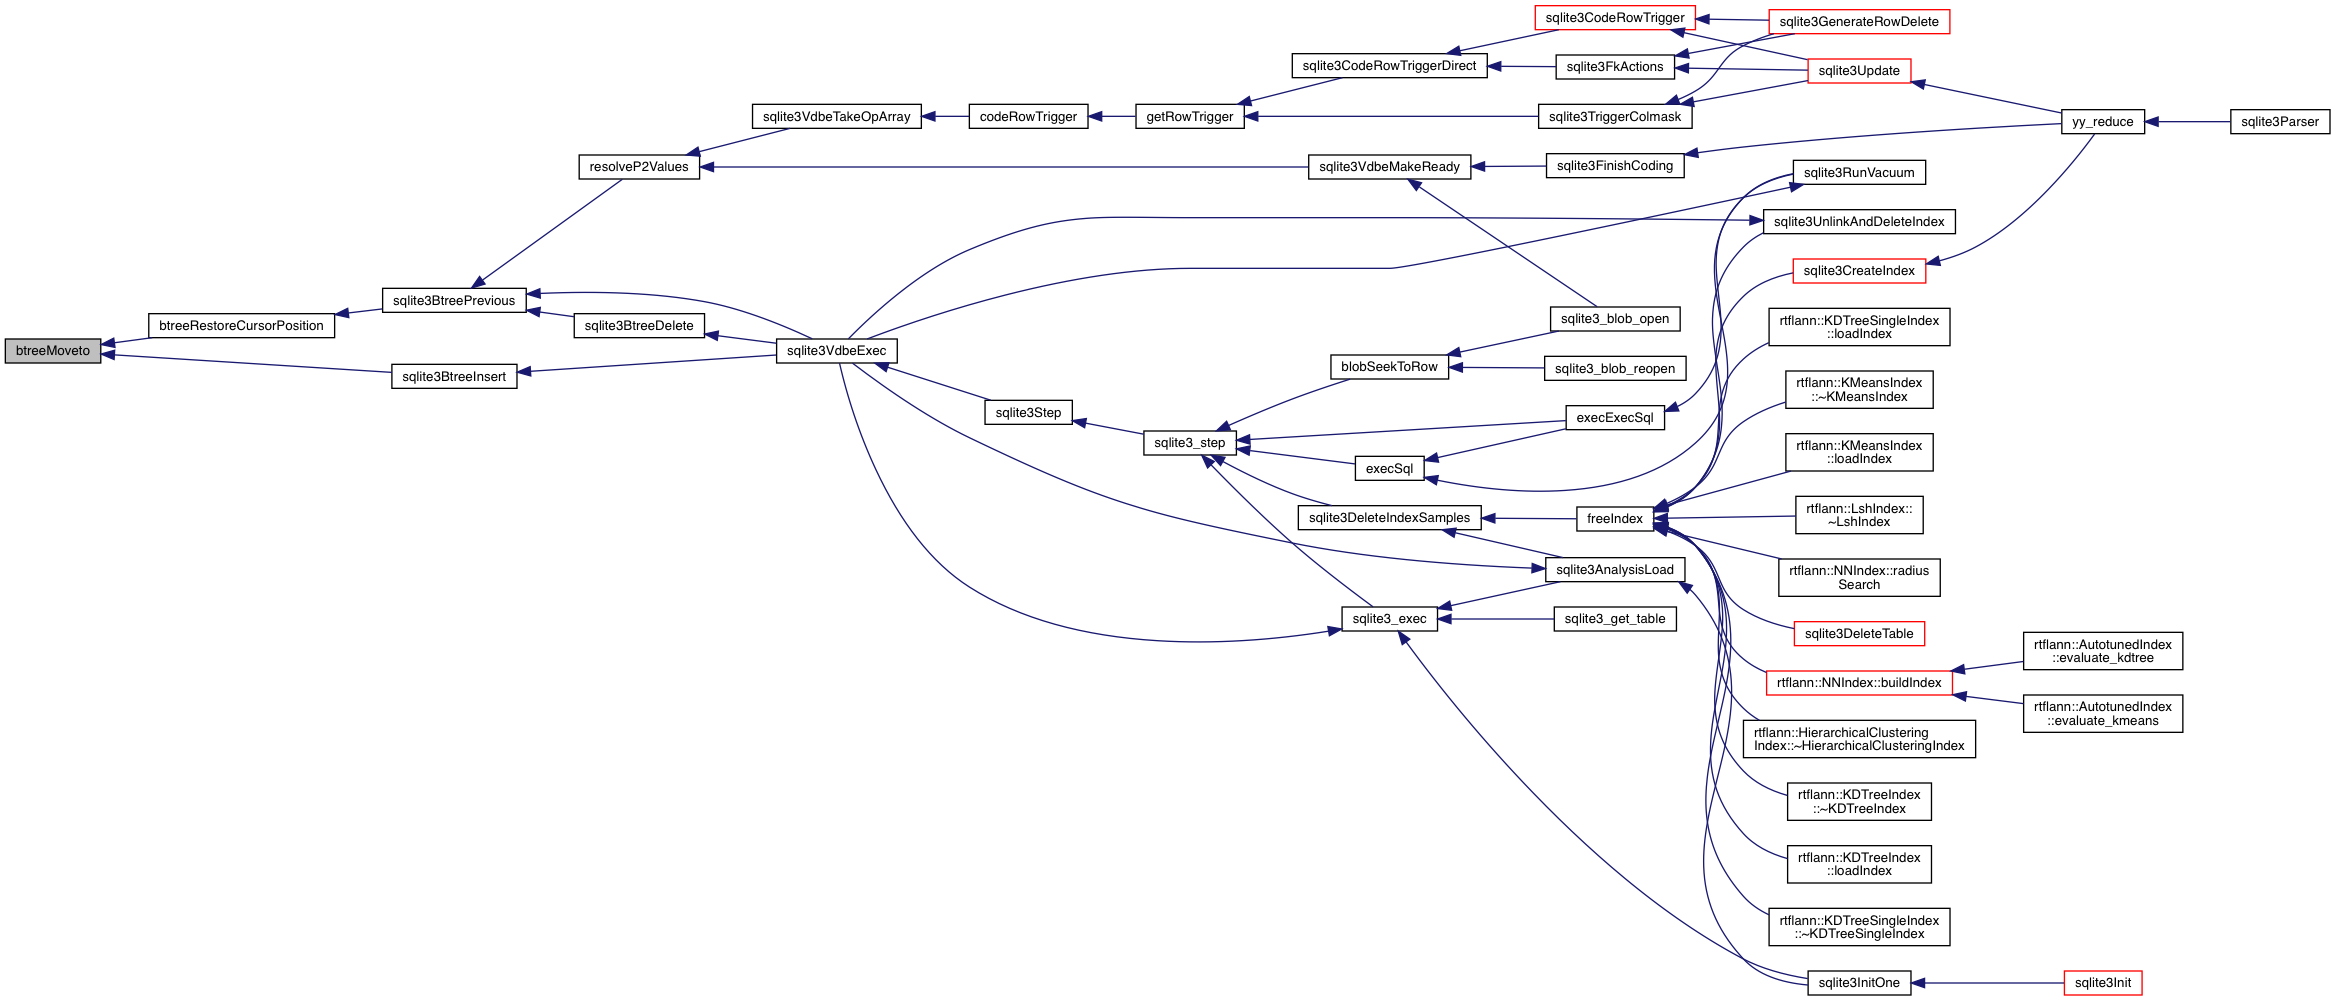 btreeMoveto
btreeRestoreCursorPosition
sqlite3BtreeInsert
sqlite3BtreePrevious
resolveP2Values
sqlite3BtreeDelete
sqlite3VdbeTakeOpArray
sqlite3VdbeExec
codeRowTrigger
sqlite3Step
getRowTrigger
sqlite3_step
sqlite3CodeRowTriggerDirect
sqlite3VdbeMakeReady
blobSeekToRow
execSql
sqlite3DeleteIndexSamples
sqlite3_exec
sqlite3CodeRowTrigger
sqlite3FkActions
sqlite3TriggerColmask
sqlite3FinishCoding
sqlite3_blob_open
sqlite3_blob_reopen
execExecSql
freeIndex
sqlite3AnalysisLoad
sqlite3_get_table
sqlite3GenerateRowDelete
sqlite3Update
sqlite3RunVacuum
sqlite3UnlinkAndDeleteIndex
sqlite3CreateIndex
rtflann::KDTreeSingleIndex
::loadIndex
rtflann::KMeansIndex
::~KMeansIndex
rtflann::KMeansIndex
::loadIndex
rtflann::LshIndex::
~LshIndex
rtflann::NNIndex::radius
Search
sqlite3DeleteTable
rtflann::NNIndex::buildIndex
rtflann::HierarchicalClustering
Index::~HierarchicalClusteringIndex
rtflann::KDTreeIndex
::~KDTreeIndex
rtflann::KDTreeIndex
::loadIndex
rtflann::KDTreeSingleIndex
::~KDTreeSingleIndex
sqlite3InitOne
yy_reduce
rtflann::AutotunedIndex
::evaluate_kdtree
rtflann::AutotunedIndex
::evaluate_kmeans
sqlite3Init
sqlite3Parser